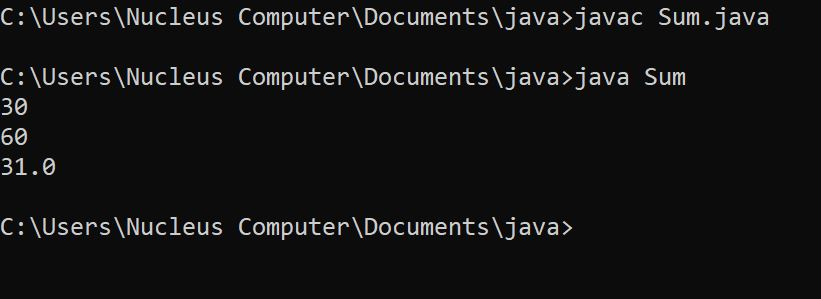 C:\Users\Nucleus Computer\Documents\java>javac Sum.java
C:\Users\Nucleus Computer\Documents\java>java Sum
30
60
31.0
C:\Users\Nucleus Computer\Documents\java>